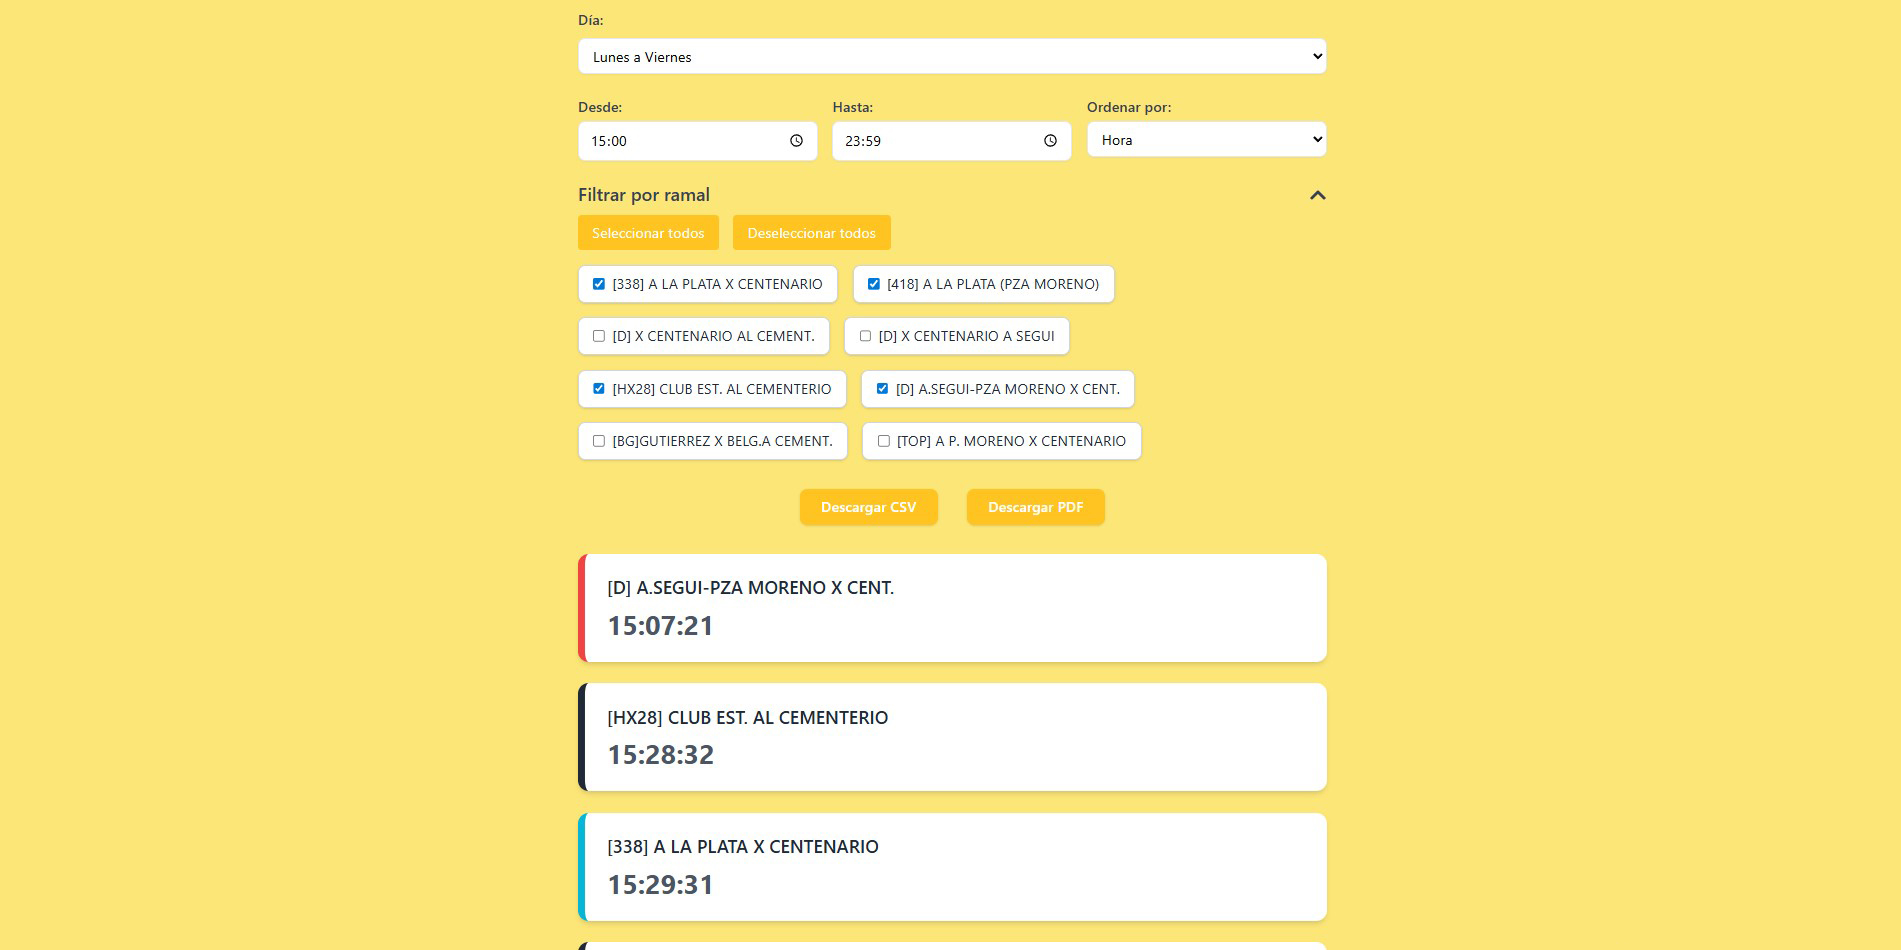 Día:
Lunes a Viernes
Desde:
Hasta:
Ordenar por:
15:00
23:59
Hora
Filtrar por ramal
Seleccionar todos
Deseleccionar todos
[338] A LA PLATA X CENTENARIO
[418] A LA PLATA (PZA MORENO)
[D] X CENTENARIO AL CEMENT.
[D] X CENTENARIO A SEGUI
[HX28] CLUB EST. AL CEMENTERIO
[D] A.SEGUI-PZA MORENO X CENT.
[BG]GUTIERREZ X BELG.A CEMENT.
[TOP] A P. MORENO X CENTENARIO
Descargar CSV
Descargar PDF
[D] A.SEGUI-PZA MORENO X CENT.
15:07:21
[HX28] CLUB EST. AL CEMENTERIO
15:28:32
[338] A LA PLATA X CENTENARIO
15:29:31